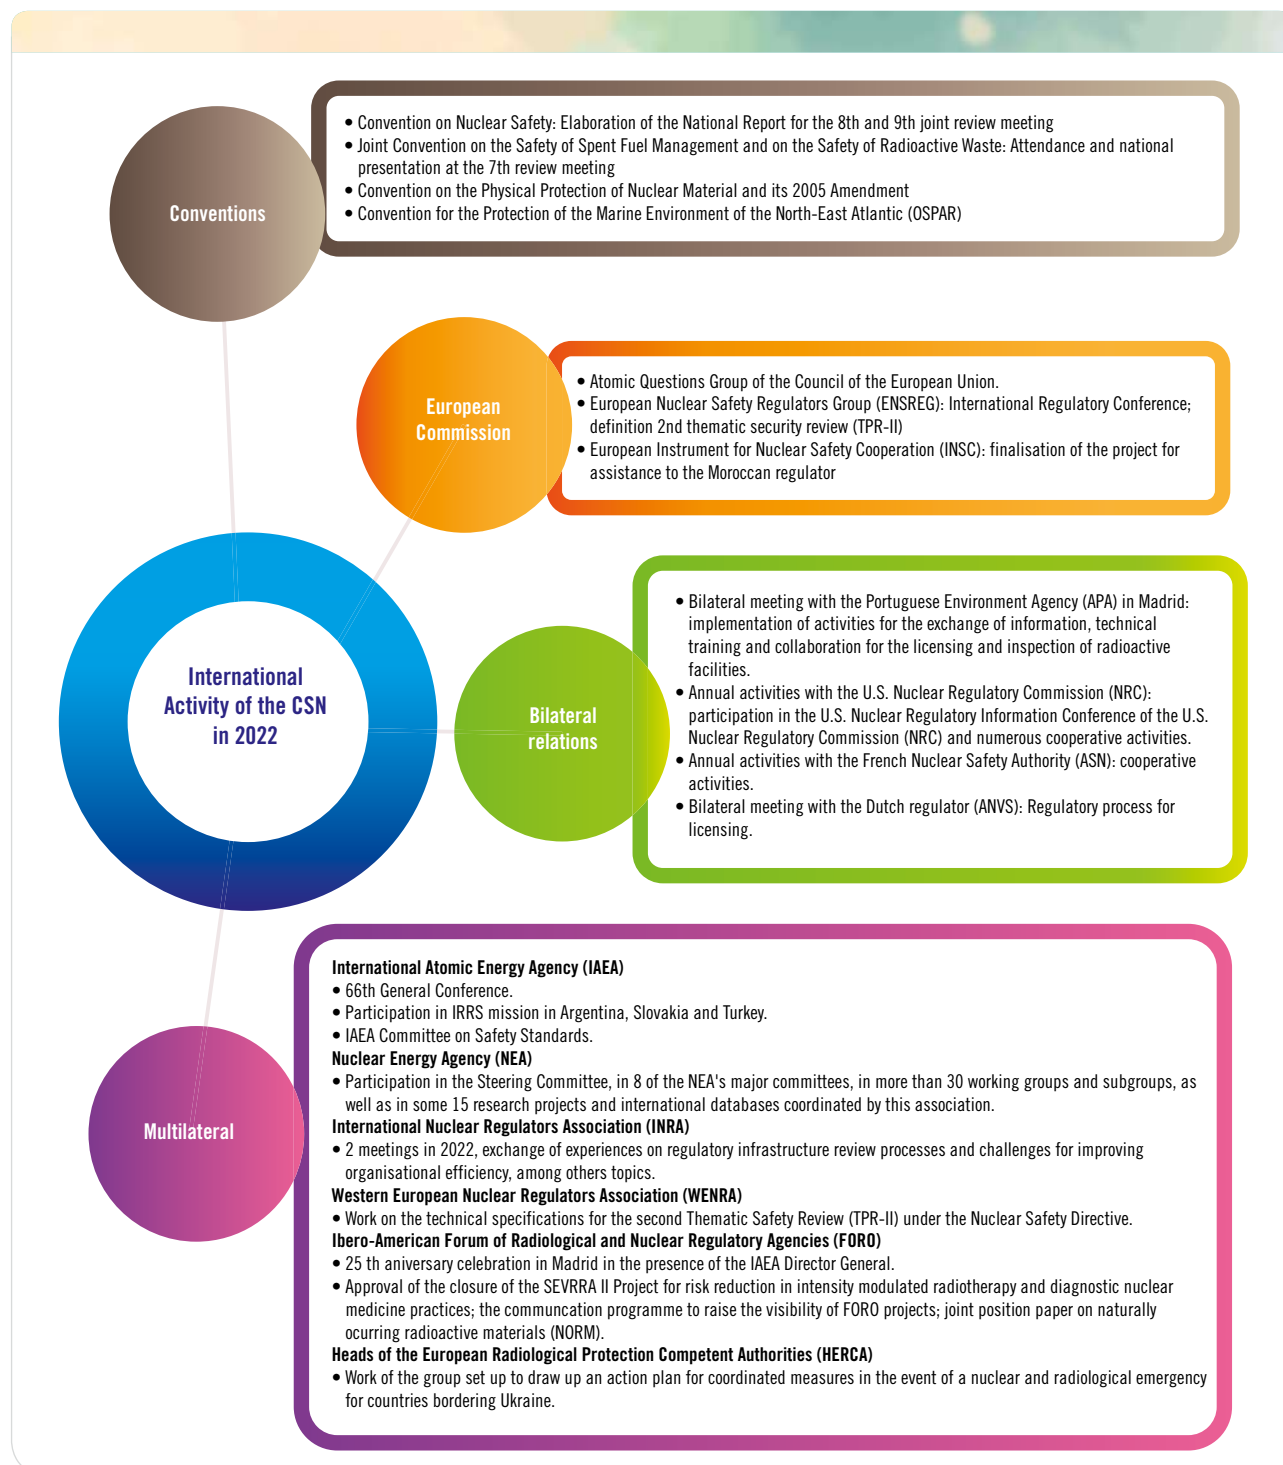 Conventions
• Convention on Nuclear Safety: Elaboration of the National Report for the 8th and 9th joint review meeting
• Joint Convention on the Safety of Spent Fuel Management and on the Safety of Radioactive Waste: Attendance and national
presentation at the 7th review meeting
• Convention on the Physical Protection of Nuclear Material and its 2005 Amendment
• Convention for the Protection of the Marine Environment of the North-East Atlantic (OSPAR)
European
Commission
• Atomic Questions Group of the Council of the European Union.
• European Nuclear Safety Regulators Group (ENSREG): International Regulatory Conference;
definition 2nd thematic security review (TPR-II)
• European Instrument for Nuclear Safety Cooperation (INSC): finalisation of the project for
assistance to the Moroccan regulator
International
Activity of the CSN
in 2022
Bilateral
relations
• Bilateral meeting with the Portuguese Environment Agency (APA) in Madrid:
implementation of activities for the exchange of information, technical
training and collaboration for the licensing and inspection of radioactive
facilities.
• Annual activities with the U.S. Nuclear Regulatory Commission (NRC):
participation in the U.S. Nuclear Regulatory Information Conference of the U.S.
Nuclear Regulatory Commission (NRC) and numerous cooperative activities.
• Annual activities with the French Nuclear Safety Authority (ASN): cooperative
activities.
• Bilateral meeting with the Dutch regulator (ANVS): Regulatory process for
licensing.
Multilateral
International Atomic Energy Agency (IAEA)
• 66th General Conference.
• Participation in IRRS mission in Argentina, Slovakia and Turkey.
• IAEA Committee on Safety Standards.
Nuclear Energy Agency (NEA)
• Participation in the Steering Committee, in 8 of the NEA's major committees, in more than 30 working groups and subgroups, as
well as in some 15 research projects and international databases coordinated by this association.
International Nuclear Regulators Association (INRA)
• 2 meetings in 2022, exchange of experiences on regulatory infrastructure review processes and challenges for improving
organisational efficiency, among others topics.
Western European Nuclear Regulators Association (WENRA)
• Work on the technical specifications for the second Thematic Safety Review (TPR-II) under the Nuclear Safety Directive.
Ibero-American Forum of Radiological and Nuclear Regulatory Agencies (FORO)
• 25 th aniversary celebration in Madrid in the presence of the IAEA Director General.
• Approval of the closure of the SEVRRA II Project for risk reduction in intensity modulated radiotherapy and diagnostic nuclear
medicine practices; the communcation programme to raise the visibility of FORO projects; joint position paper on naturally
ocurring radioactive materials (NORM).
Heads of the European Radiological Protection Competent Authorities (HERCA)
• Work of the group set up to draw up an action plan for coordinated measures in the event of a nuclear and radiological emergency
for countries bordering Ukraine.